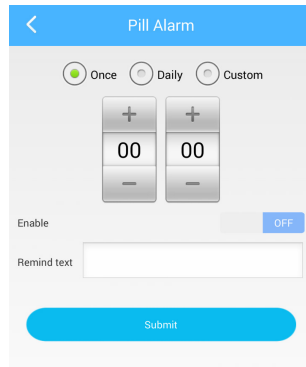 Pill Alarm
Once Daily Custom
00 00
Enable OFF
Remind text
Submit